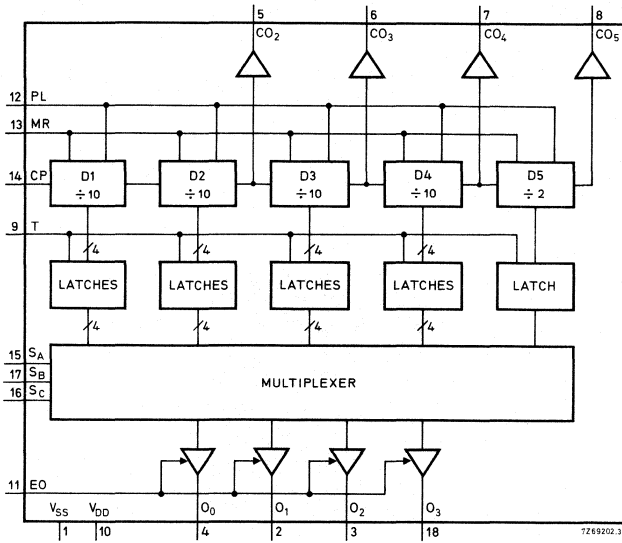 5 6 7 8
CO2 CO3 CO4 CO5
12 PL
13 MR
14 CP
D1 D2 D3 D4 D5
÷10 ÷10 ÷10 ÷10 ÷2
9 T
4 4 4 4
LATCHES LATCHES LATCHES LATCHES LATCH
4 4 4 4
15 SA
17 SB
16 SC
MULTIPLEXER
11 EO
VSS VDD O0 O1 O2 O3
1 10 4 2 3 18
7Z69202.3